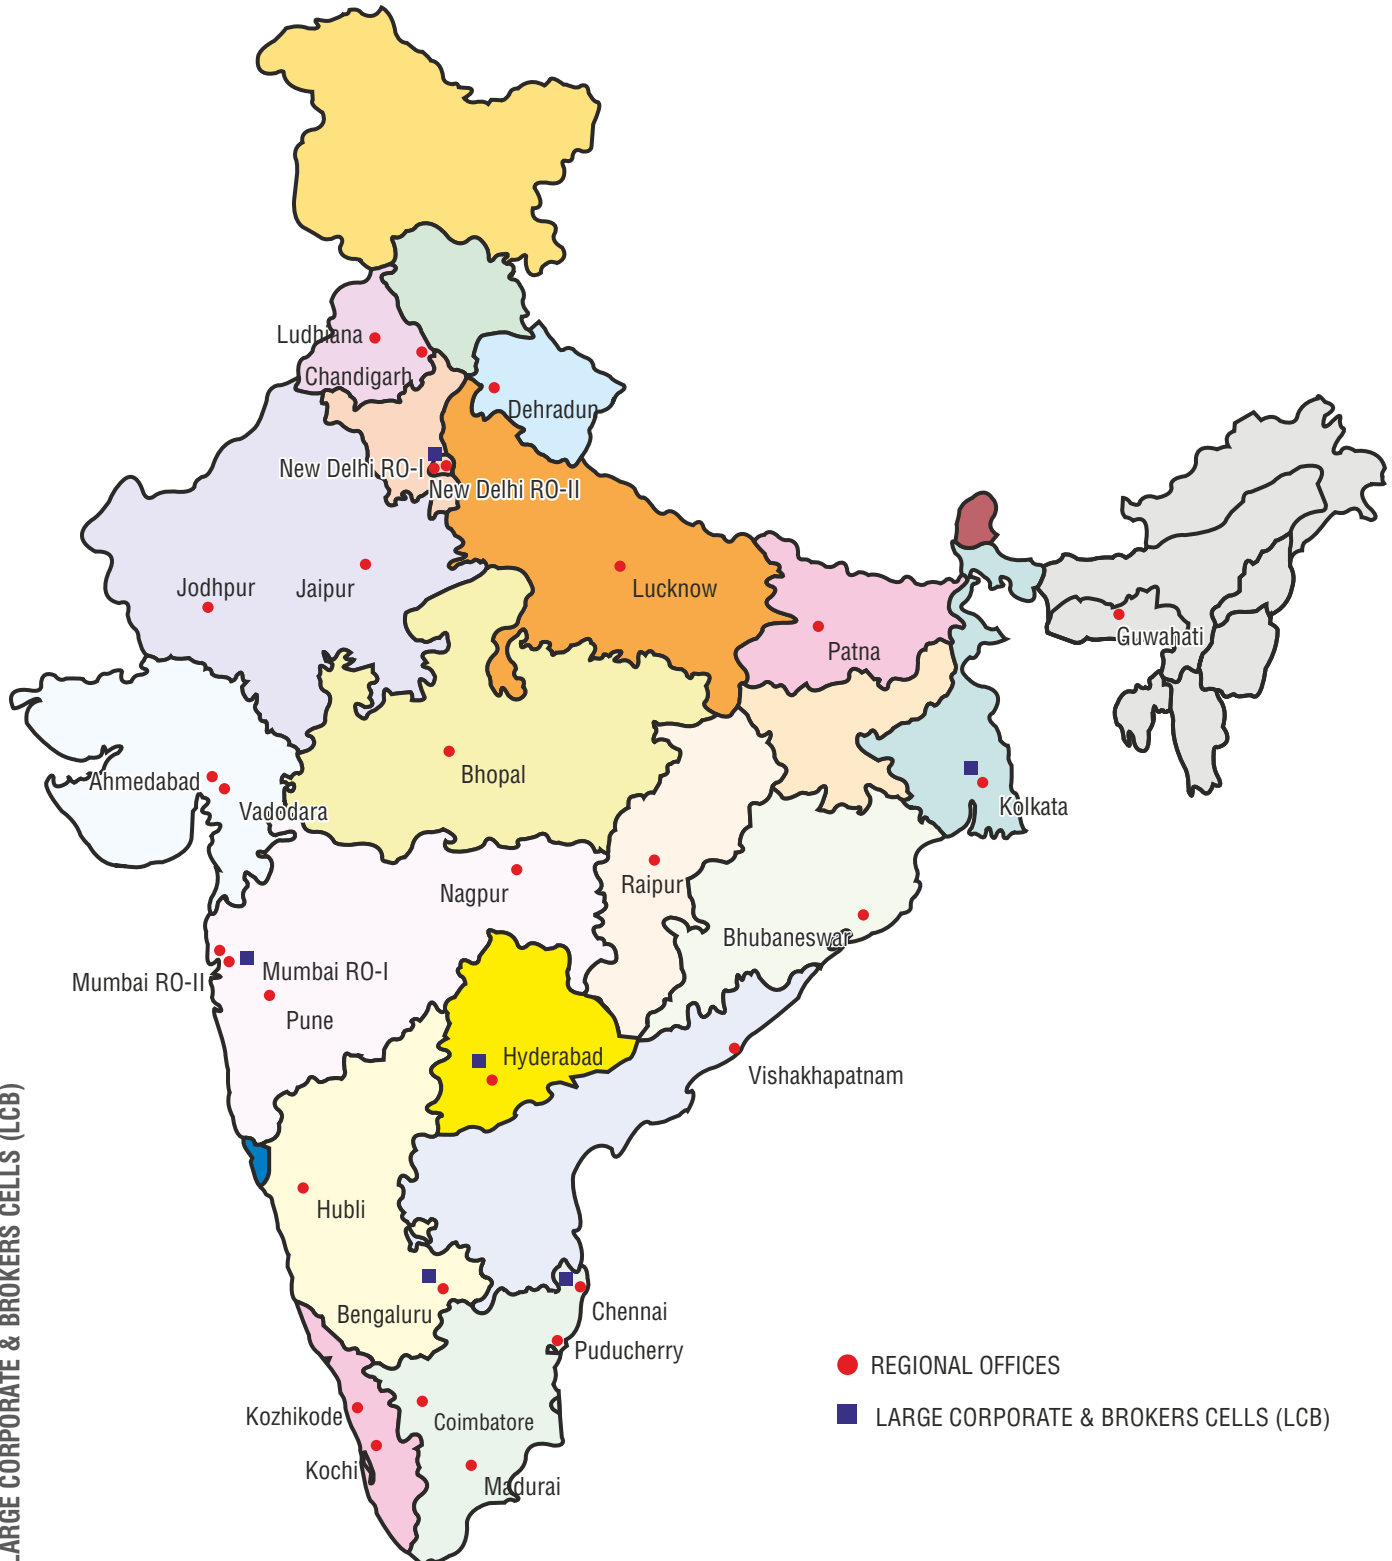 Ludhiana
Chandigarh
Dehradun
New Delhi RO-I
New Delhi RO-II
Jodhpur
Jaipur
Lucknow
Patna
Guwahati
Ahmedabad
Vadodara
Bhopal
Kolkata
Nagpur
Raipur
Bhubaneswar
Mumbai RO-II
Mumbai RO-I
Pune
Hyderabad
Vishakhapatnam
Hubli
Bengaluru
Chennai
Puducherry
Kozhikode
Coimbatore
Kochi
Madurai
REGIONAL OFFICES
LARGE CORPORATE & BROKERS CELLS (LCB)
LARGE CORPORATE & BROKERS CELLS (LCB)